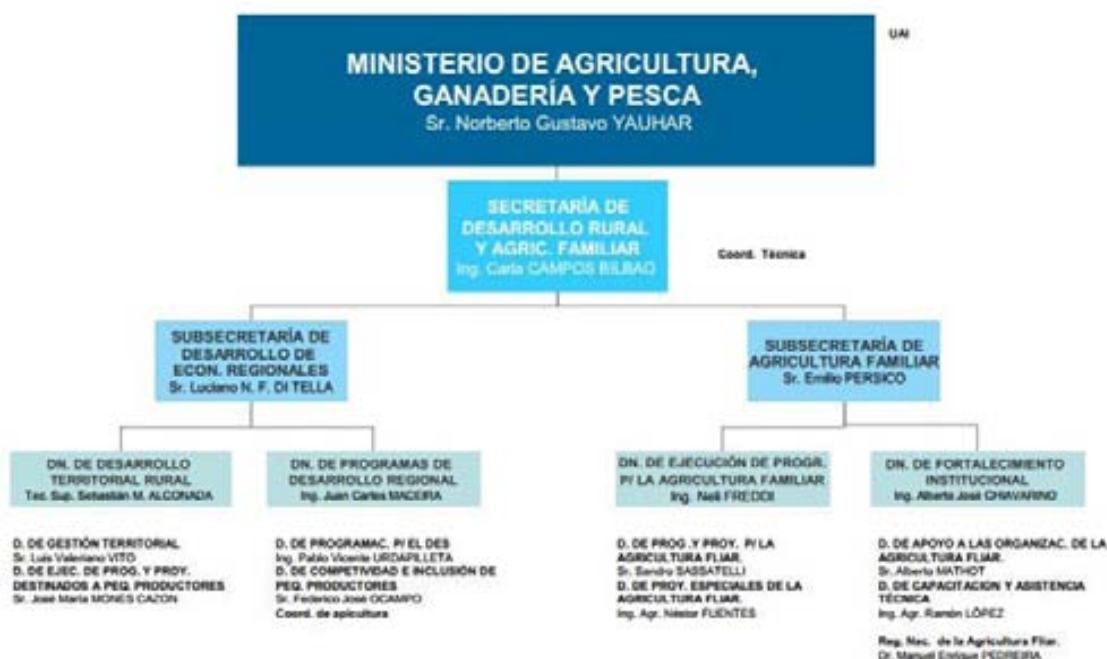 UAI
MINISTERIO DE AGRICULTURA,
GANADERÍA Y PESCA
Sr. Norberto Gustavo YAUHAR
SECRETARÍA DE
DESARROLLO RURAL
Y AGRIC. FAMILIAR
Ing. Carla CAMPOS BILBAO
Coord. Técnica
SUBSECRETARÍA DE
DESARROLLO DE
ECON. REGIONALES
Sr. Luciano N. F. DI TELLA
SUBSECRETARÍA DE
AGRICULTURA FAMILIAR
Sr. Emilio PERSICO
DN. DE DESARROLLO
TERRITORIAL RURAL
Tec. Sup. Sebastián M. ALCONADA
DN. DE PROGRAMAS DE
DESARROLLO REGIONAL
Ing. Juan Carlos MACEIRA
DN. DE EJECUCIÓN DE PROGR.
P/ LA AGRICULTURA FAMILIAR
Ing. Neli FREDDI
DN. DE FORTALECIMIENTO
INSTITUCIONAL
Ing. Alberto José CHIAVARINO
D. DE GESTIÓN TERRITORIAL
Sr. Luis Valeriano VITO
D. DE EJEC. DE PROG. Y PROY.
DESTINADOS A PEQ. PRODUCTORES
Sr. José María MONES CAZON
D. DE PROGRAMAC. P/ EL DES
Ing. Pablo Vicente URDAPILLETA
D. DE COMPETIVIDAD E INCLUSIÓN DE
PEQ. PRODUCTORES
Sr. Federico José OCAMPO
Coord. de apicultura
D. DE PROG .Y PROY. P/ LA
AGRICULTURA FLIAR.
Sr. Sandro SASSATELLI
D. DE PROY. ESPECIALES DE LA
AGRICULTURA FLIAR.
Ing. Agr. Néstor FUENTES
D. DE APOYO A LAS ORGANIZAC. DE LA
AGRICULTURA FLIAR.
Sr. Alberto MATHOT
D. DE CAPACITACION Y ASISTENCIA
TÉCNICA
Ing. Agr. Ramón LÓPEZ
Reg. Nac. de la Agricultura Fliar.
Dr. Manuel Enrique PEDREIRA